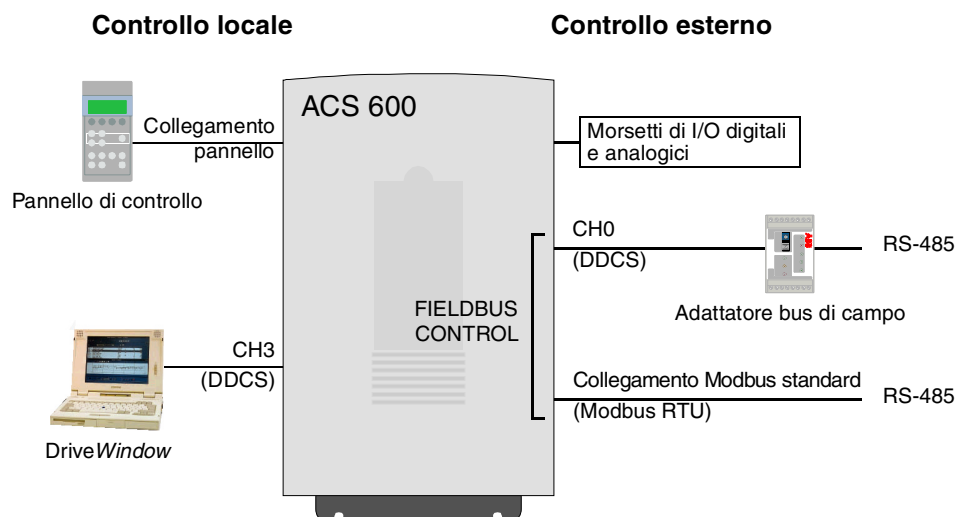 Controllo locale
Controllo esterno
ACS 600
Collegamento
pannello
Pannello di controllo
Morsetti di I/O digitali
e analogici
CH0
(DDCS)
ABB
RS-485
Adattatore bus di campo
FIELDBUS
CONTROL
CH3
(DDCS)
DriveWindow
Collegamento Modbus standard
(Modbus RTU)
RS-485